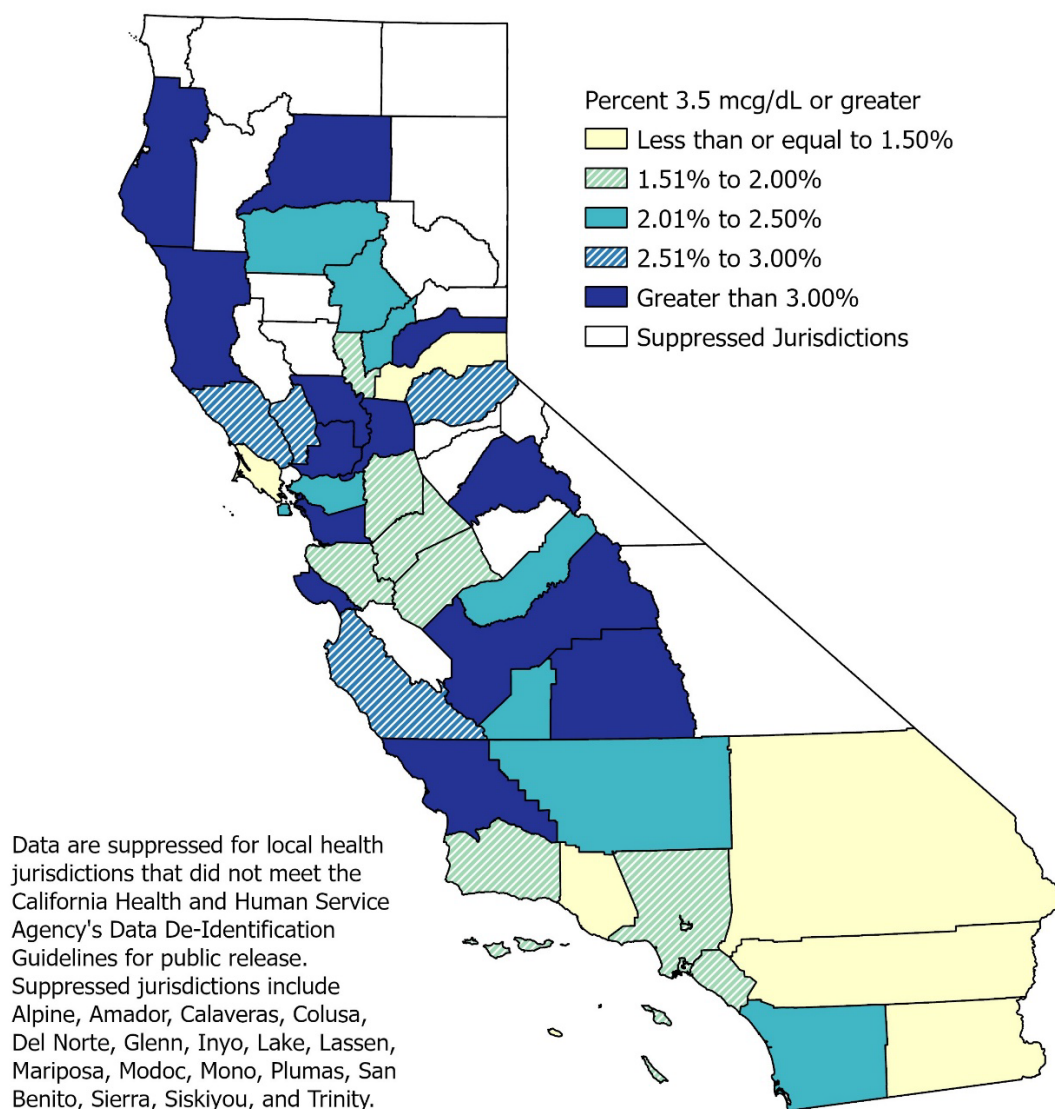 Percent 3.5 mcg/dL or greater
Less than or equal to 1.50%
1.51% to 2.00%
2.01% to 2.50%
2.51% to 3.00%
Greater than 3.00%
Suppressed Jurisdictions
Data are suppressed for local health
jurisdictions that did not meet the
California Health and Human Service
Agency's Data De-Identification
Guidelines for public release.
Suppressed jurisdictions include
Alpine, Amador, Calaveras, Colusa,
Del Norte, Glenn, Inyo, Lake, Lassen,
Mariposa, Modoc, Mono, Plumas, San
Benito, Sierra, Siskiyou, and Trinity.